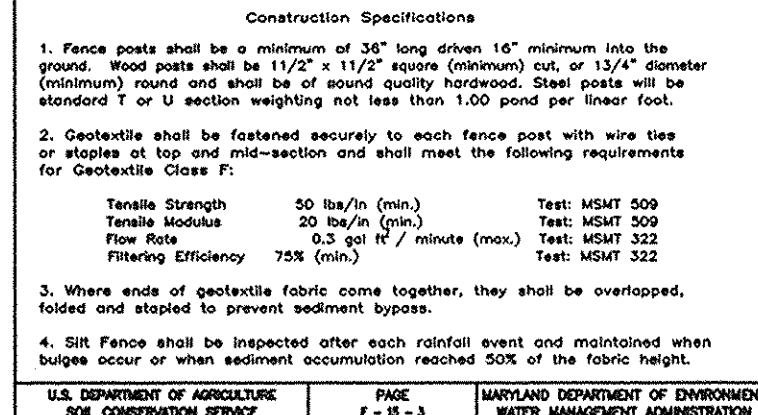 Construction Specifications
1. Fence posts shall be a minimum of 36" long driven 16" minimum into the
ground. Wood posts shall be 11/2" x 11/2" square (minimum) cut, or 13/4" diameter
(minimum) round and shall be of sound quality hardwood. Steel posts will be
standard T or U section weighting not less than 1.00 pond per linear foot.
2. Geotextile shall be fastened securely to each fence post with wire ties
or staples at top and mid-section and shall meet the following requirements
for Geotextile Class F:
Tensile Strength 50 lbs/in (min.) Test: MSMT 509
Tensile Modulus 20 lbs/in (min.) Test: MSMT 509
Flow Rate 0.3 gal ft²/ minute (max.) Test: MSMT 322
Filtering Efficiency 75% (min.) Test: MSMT 322
3. Where ends of geotextile fabric come together, they shall be overlapped,
folded and stapled to prevent sediment bypass.
4. Silt Fence shall be inspected after each rainfall event and maintained when
bulges occur or when sediment accumulation reached 50% of the fabric height.
U.S. DEPARTMENT OF AGRICULTURE PAGE MARYLAND DEPARTMENT OF ENVIRONMEN
SOIL CONSERVATION SERVICE E - 15 - 3 WATER MANAGEMENT ADMINISTRATION